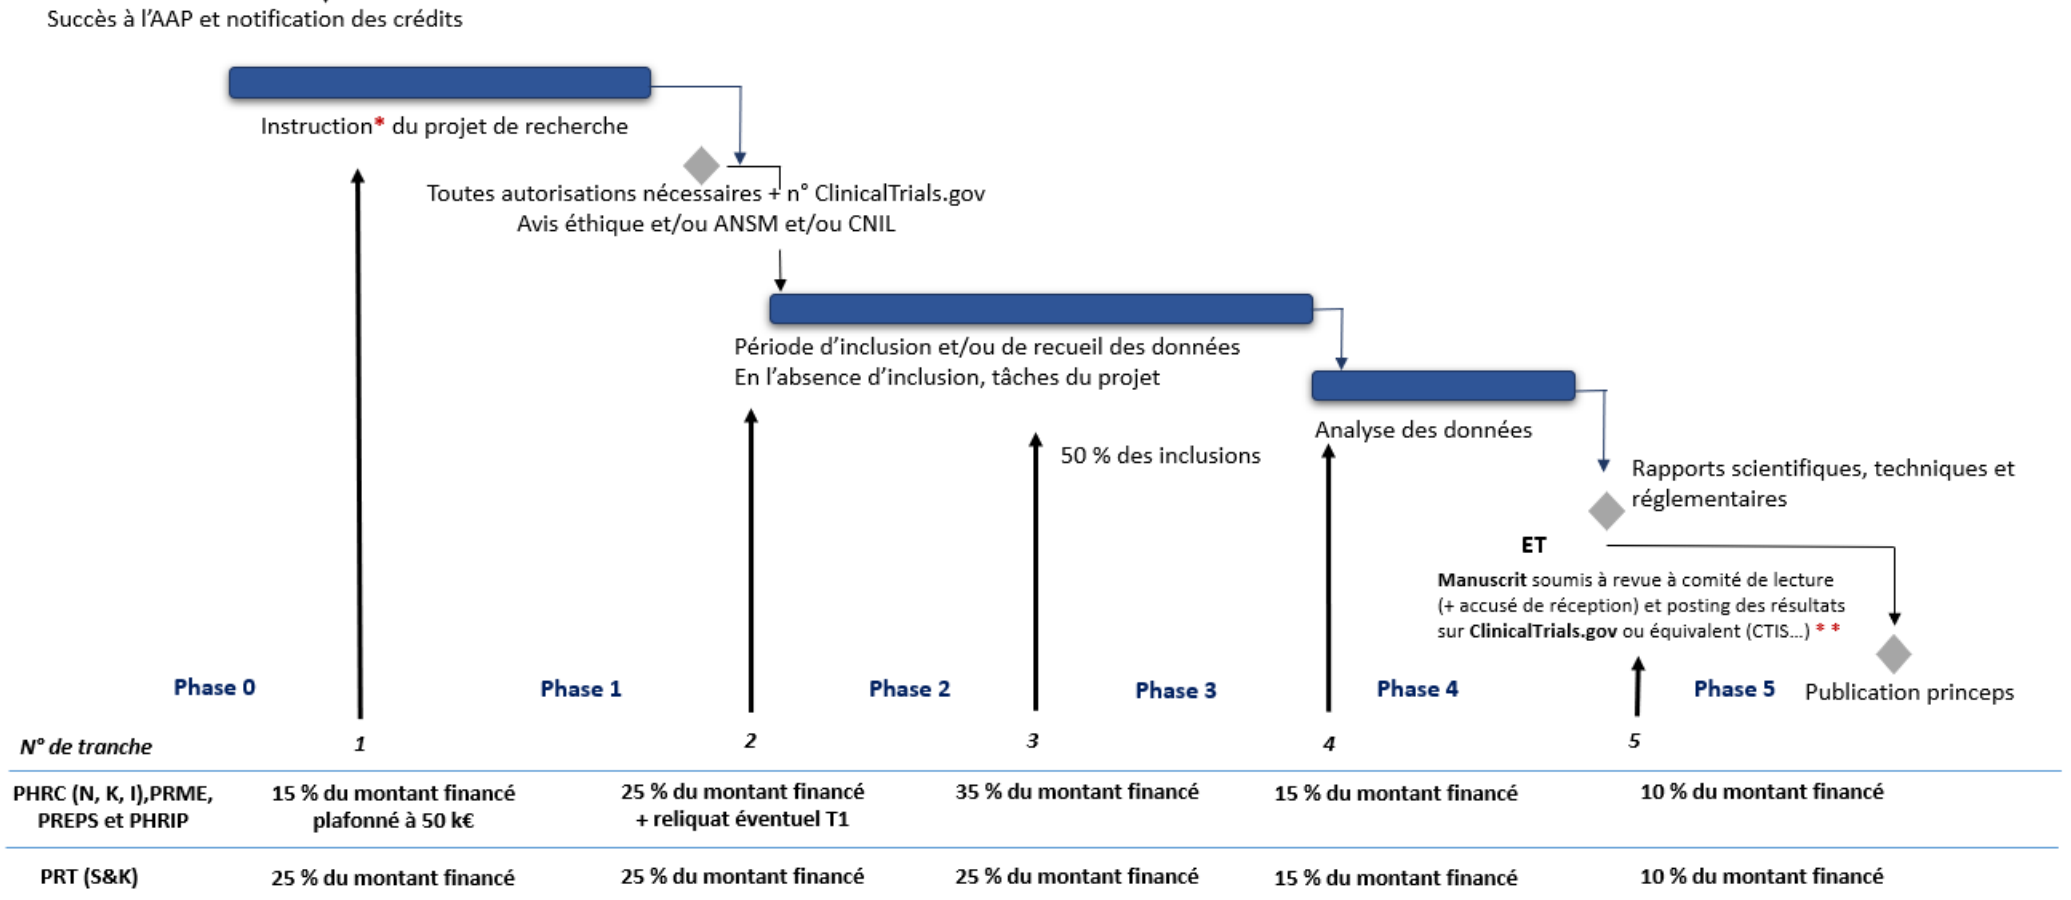 Succès à l'AAP et notification des crédits
Instruction* du projet de recherche
Toutes autorisations nécessaires + n° ClinicalTrials.gov
Avis éthique et/ou ANSM et/ou CNIL
Période d'inclusion et/ou de recueil des données
En l'absence d'inclusion, tâches du projet
50 % des inclusions
Analyse des données
Rapports scientifiques, techniques et
réglementaires
ET
Manuscrit soumis à revue à comité de lecture
(+ accusé de réception) et posting des résultats
sur ClinicalTrials.gov ou équivalent (CTIS...) * *
Publication princeps
Phase 0
Phase 1
Phase 2
Phase 3
Phase 4
Phase 5
N° de tranche
1
2
3
4
5
PHRC (N, K, I),PRME,
PREPS et PHRIP
15 % du montant financé
plafonné à 50 k€
25 % du montant financé
+ reliquat éventuel T1
35 % du montant financé
15 % du montant financé
10 % du montant financé
PRT (S&K)
25 % du montant financé
25 % du montant financé
25 % du montant financé
15 % du montant financé
10 % du montant financé